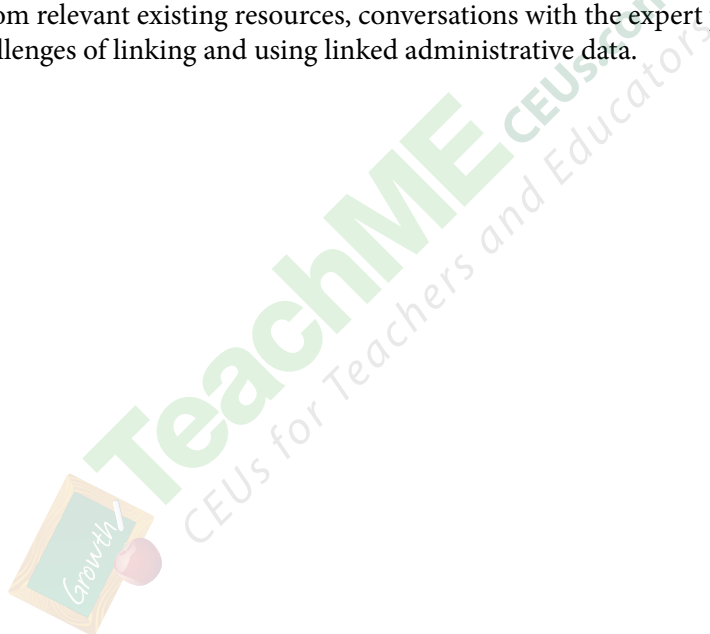 om relevant existing resources, conversations with the expert
llenges of linking and using linked administrative data.
TeachME CEUs.com
CEUs for Teachers and Educators
Growth